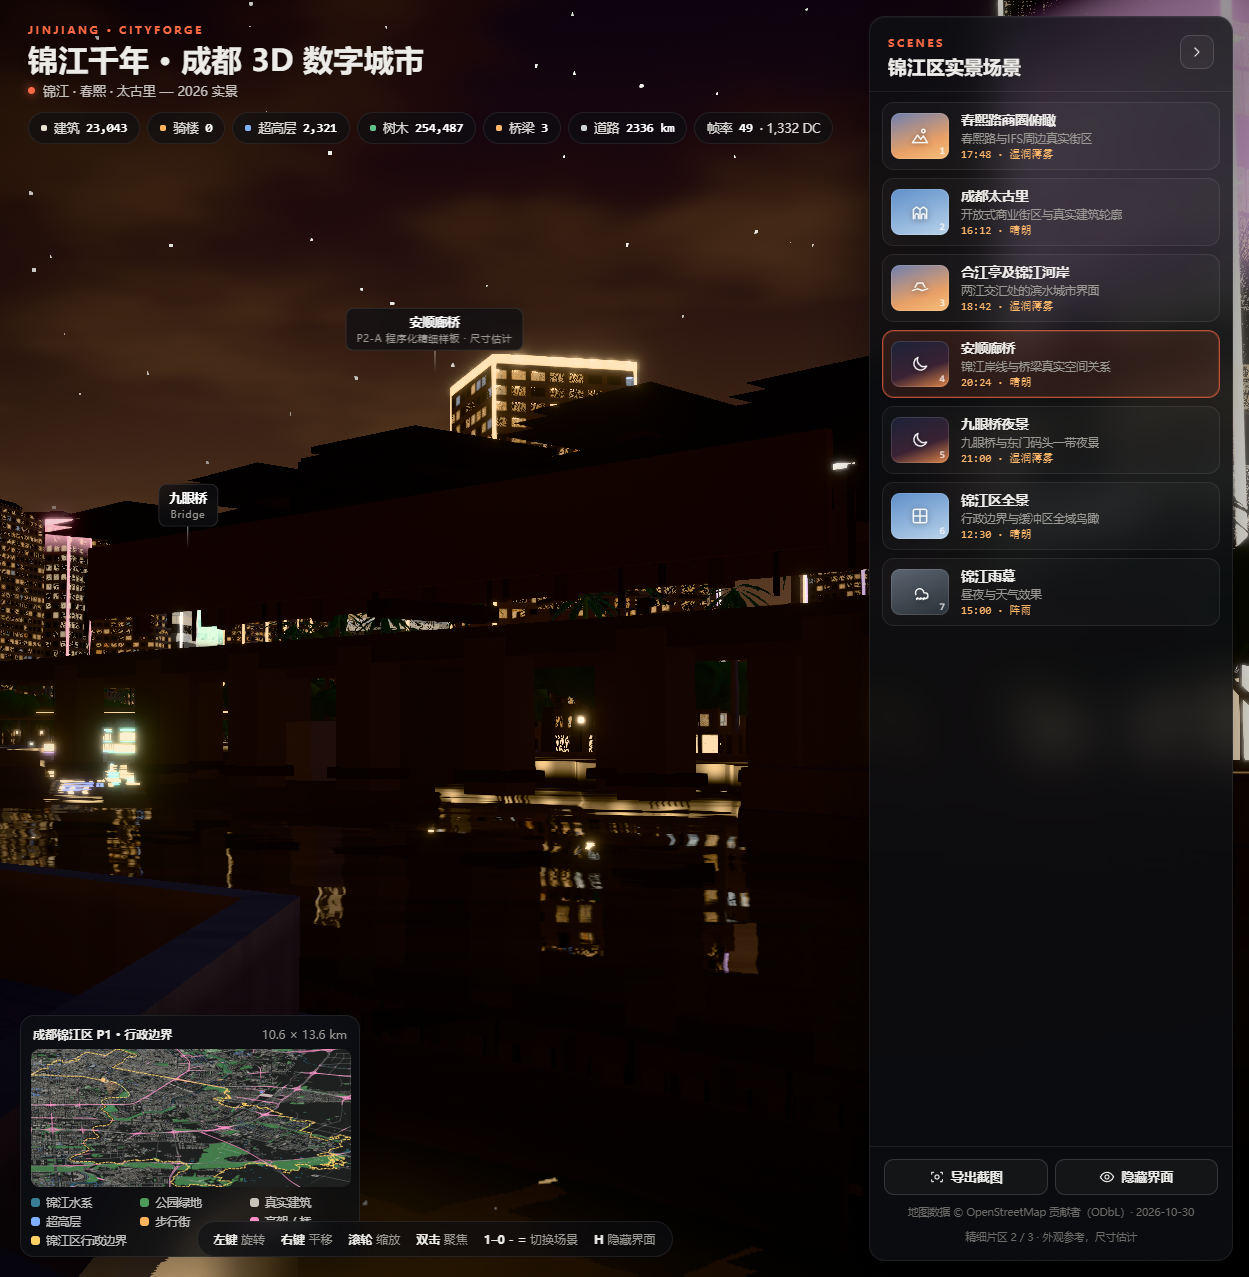 JINJIANG • CITYFORGE
锦江千年 • 成都 3D 数字城市
锦江 · 春熙 · 太古里 — 2026 实景
建筑 23,043
骑楼 0
超高层 2,321
树木 254,487
桥梁 3
道路 2336 km
帧率 49 · 1,332 DC
安顺廊桥
P2-A 程序化精细样板 · 尺寸估计
九眼桥
Bridge
SCENES
锦江区实景场景
1
春熙路商圈俯瞰
春熙路与IFS周边真实街区
17:48 · 湿润薄雾
2
成都太古里
开放式商业街区与真实建筑轮廓
16:12 · 晴朗
3
合江亭及锦江河岸
两江交汇处的滨水城市界面
18:42 · 湿润薄雾
4
安顺廊桥
锦江岸线与桥梁真实空间关系
20:24 · 晴朗
5
九眼桥夜景
九眼桥与东门码头一带夜景
21:00 · 湿润薄雾
6
锦江区全景
行政边界与缓冲区全域鸟瞰
12:30 · 晴朗
7
锦江雨幕
昼夜与天气效果
15:00 · 阵雨
导出截图
隐藏界面
地图数据 © OpenStreetMap 贡献者（ODbL）· 2026-10-30
精细片区 2 / 3 · 外观参考，尺寸估计
成都锦江区 P1 • 行政边界
10.6 × 13.6 km
锦江水系
公园绿地
真实建筑
超高层
步行街
锦江区行政边界
左键 旋转 右键 平移 滚轮 缩放 双击 聚焦 1–0 - = 切换场景 H 隐藏界面